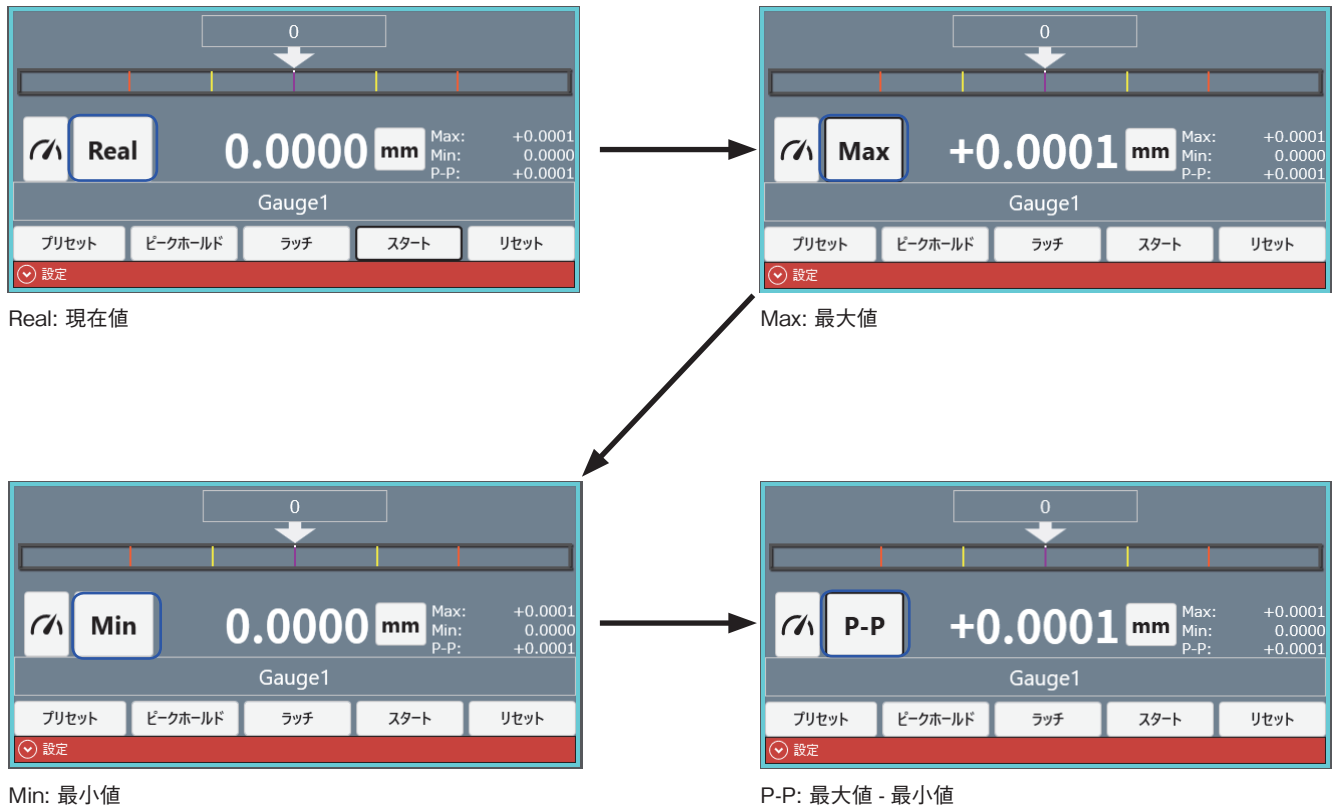 0
Real
0.0000
mm
Max: +0.0001
Min: 0.0000
P-P: +0.0001
Gauge1
プリセット ピークホールド ラッチ スタート リセット
設定
Real: 現在値
0
Max
+0.0001
mm
Max: +0.0001
Min: 0.0000
P-P: +0.0001
Gauge1
プリセット ピークホールド ラッチ スタート リセット
設定
Max: 最大値
0
Min
0.0000
mm
Max: +0.0001
Min: 0.0000
P-P: +0.0001
Gauge1
プリセット ピークホールド ラッチ スタート リセット
設定
Min: 最小値
0
P-P
+0.0001
mm
Max: +0.0001
Min: 0.0000
P-P: +0.0001
Gauge1
プリセット ピークホールド ラッチ スタート リセット
設定
P-P: 最大値 - 最小値